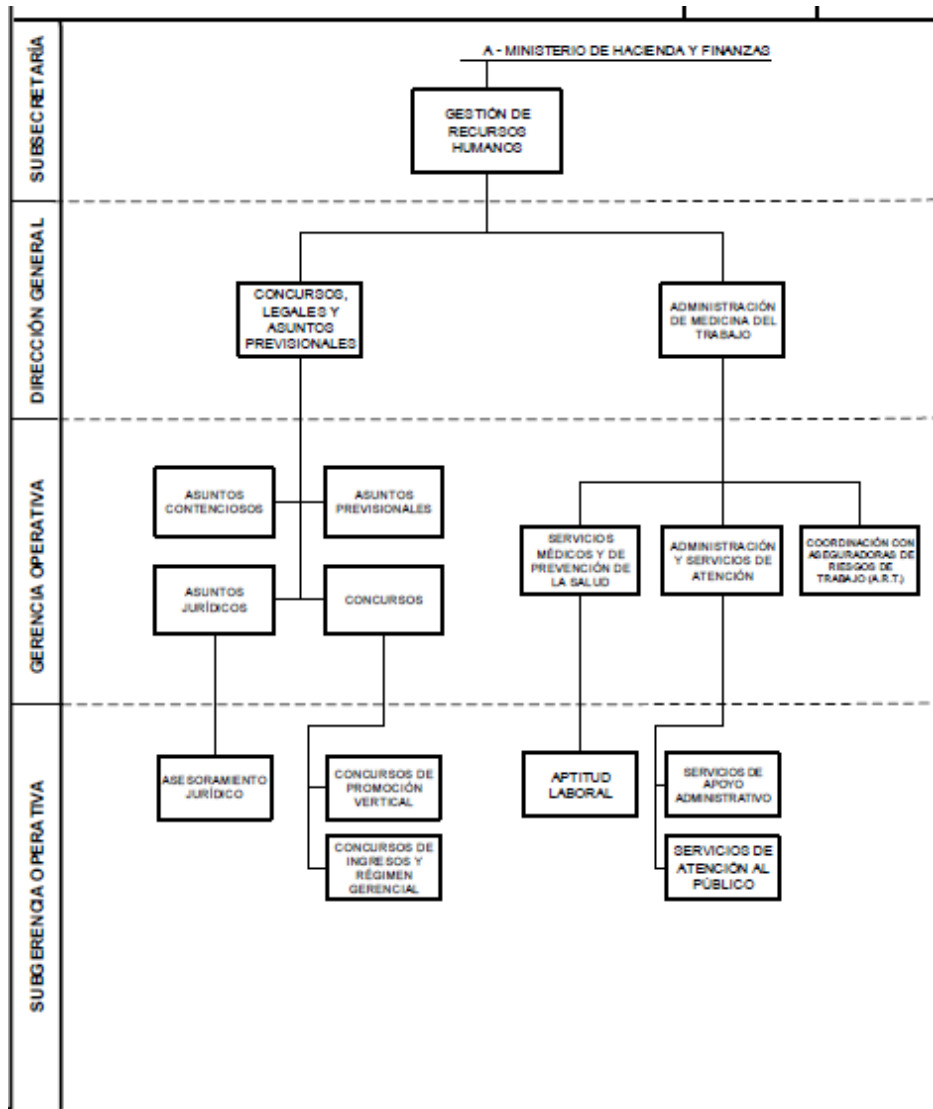 A - MINISTERIO DE HACIENDA Y FINANZAS
SUBSECRETARÍA
GESTIÓN DE
RECURSOS
HUMANOS
DIRECCIÓN GENERAL
CONCURSOS,
LEGALES Y
ASUNTOS
PREVISIONALES
ADMINISTRACIÓN
DE MEDICINA DEL
TRABAJO
GERENCIA OPERATIVA
ASUNTOS
CONTENCIOSOS
ASUNTOS
PREVISIONALES
SERVICIOS
MÉDICOS Y DE
PREVENCIÓN DE
LA SALUD
ADMINISTRACIÓN
Y SERVICIOS DE
ATENCIÓN
COORDINACIÓN CON
ASEGURADORAS DE
RIESGOS DE
TRABAJO (A.R.T.)
ASUNTOS
JURÍDICOS
CONCURSOS
SUBGERENCIA OPERATIVA
ASESORAMIENTO
JURÍDICO
CONCURSOS DE
PROMOCIÓN
VERTICAL
APTITUD
LABORAL
SERVICIOS DE
APOYO
ADMINISTRATIVO
CONCURSOS DE
INGRESOS Y
RÉGIMEN
GERENCIAL
SERVICIOS DE
ATENCIÓN AL
PÚBLICO